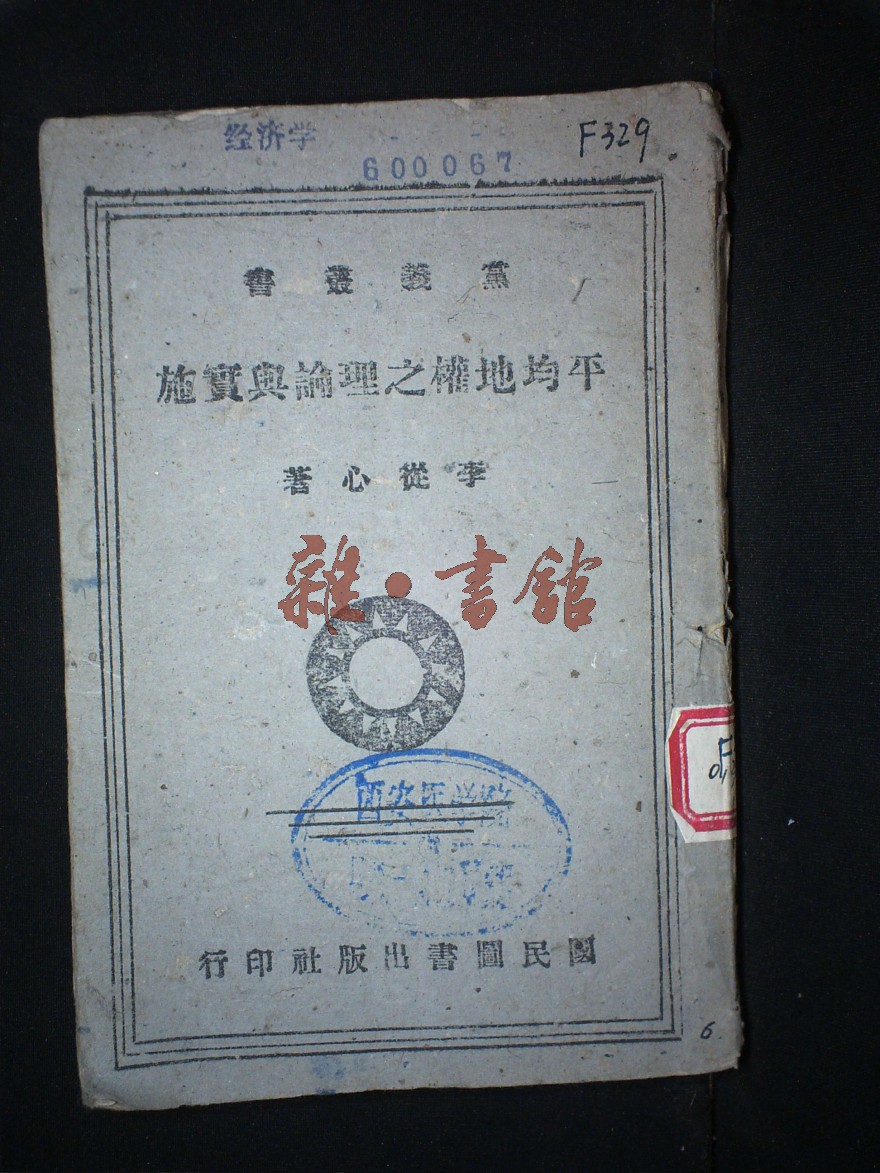 经济学
600067
F329
黨義叢書
平均地權之理論與實施
李從心著
雜·書館
國民圖書出版社印行
6